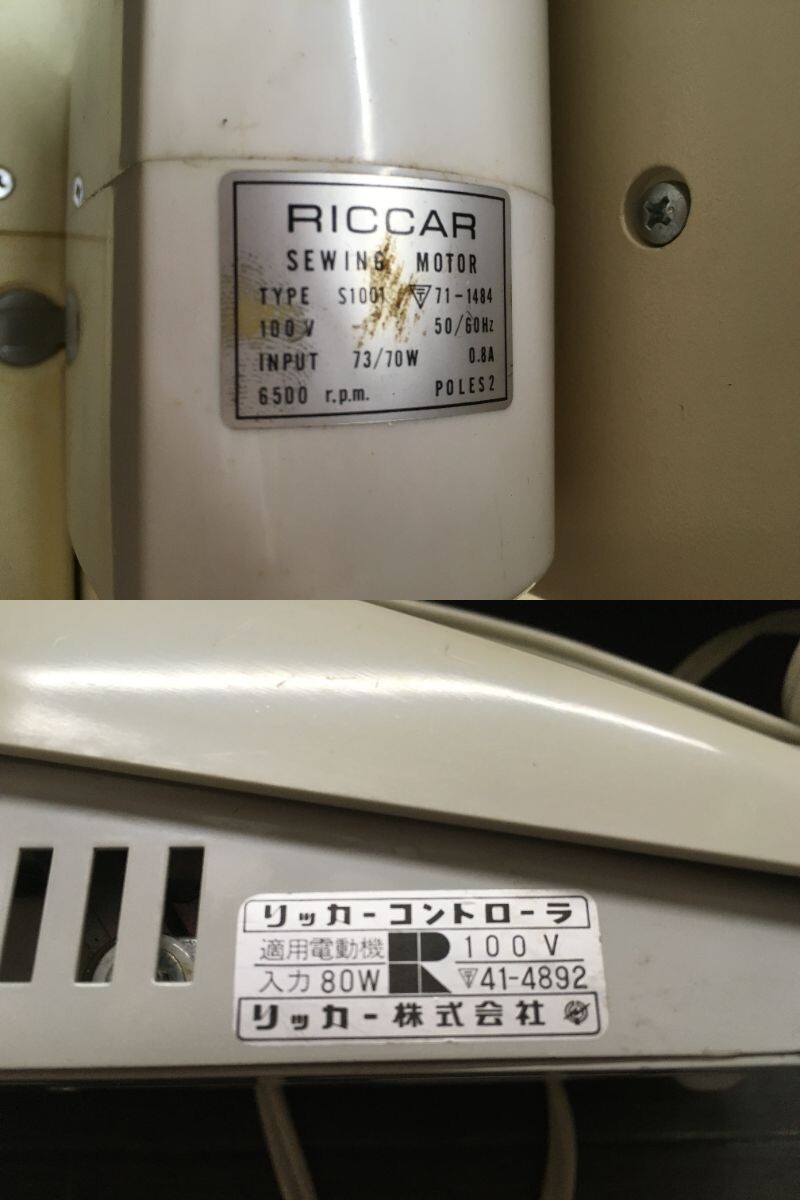 RICCAR
SEWING MOTOR
TYPE S1001 71-1484
100V 50/60Hz
INPUT 73/70W 0.8A
6500 r.p.m. POLES 2
リッカーコントローラ
適用電動機 R 100V
入力 80W 41-4892
リッカー株式会社